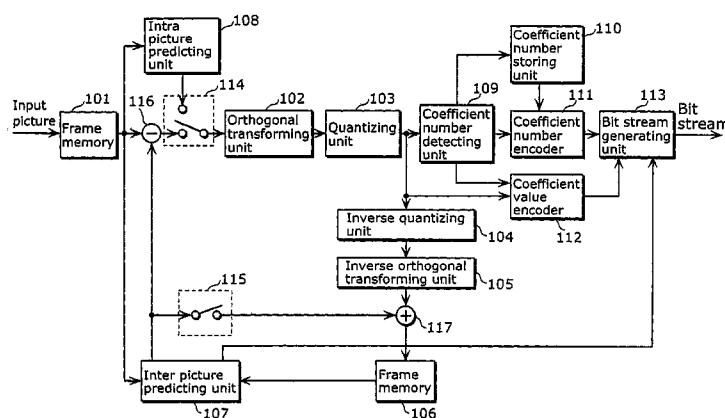 108
Intra
picture
predicting
unit
114
Coefficient
number
storing
unit
110
Input
picture
101
Frame
memory
116
102
Orthogonal
transforming
unit
103
Quantizing
unit
109
Coefficient
number
detecting
unit
111
Coefficient
number
encoder
113
Bit stream
generating
unit
Bit
stream
Coefficient
value
encoder
112
Inverse quantizing
unit
104
Inverse orthogonal
transforming unit
105
115
117
Inter picture
predicting unit
107
Frame
memory
106